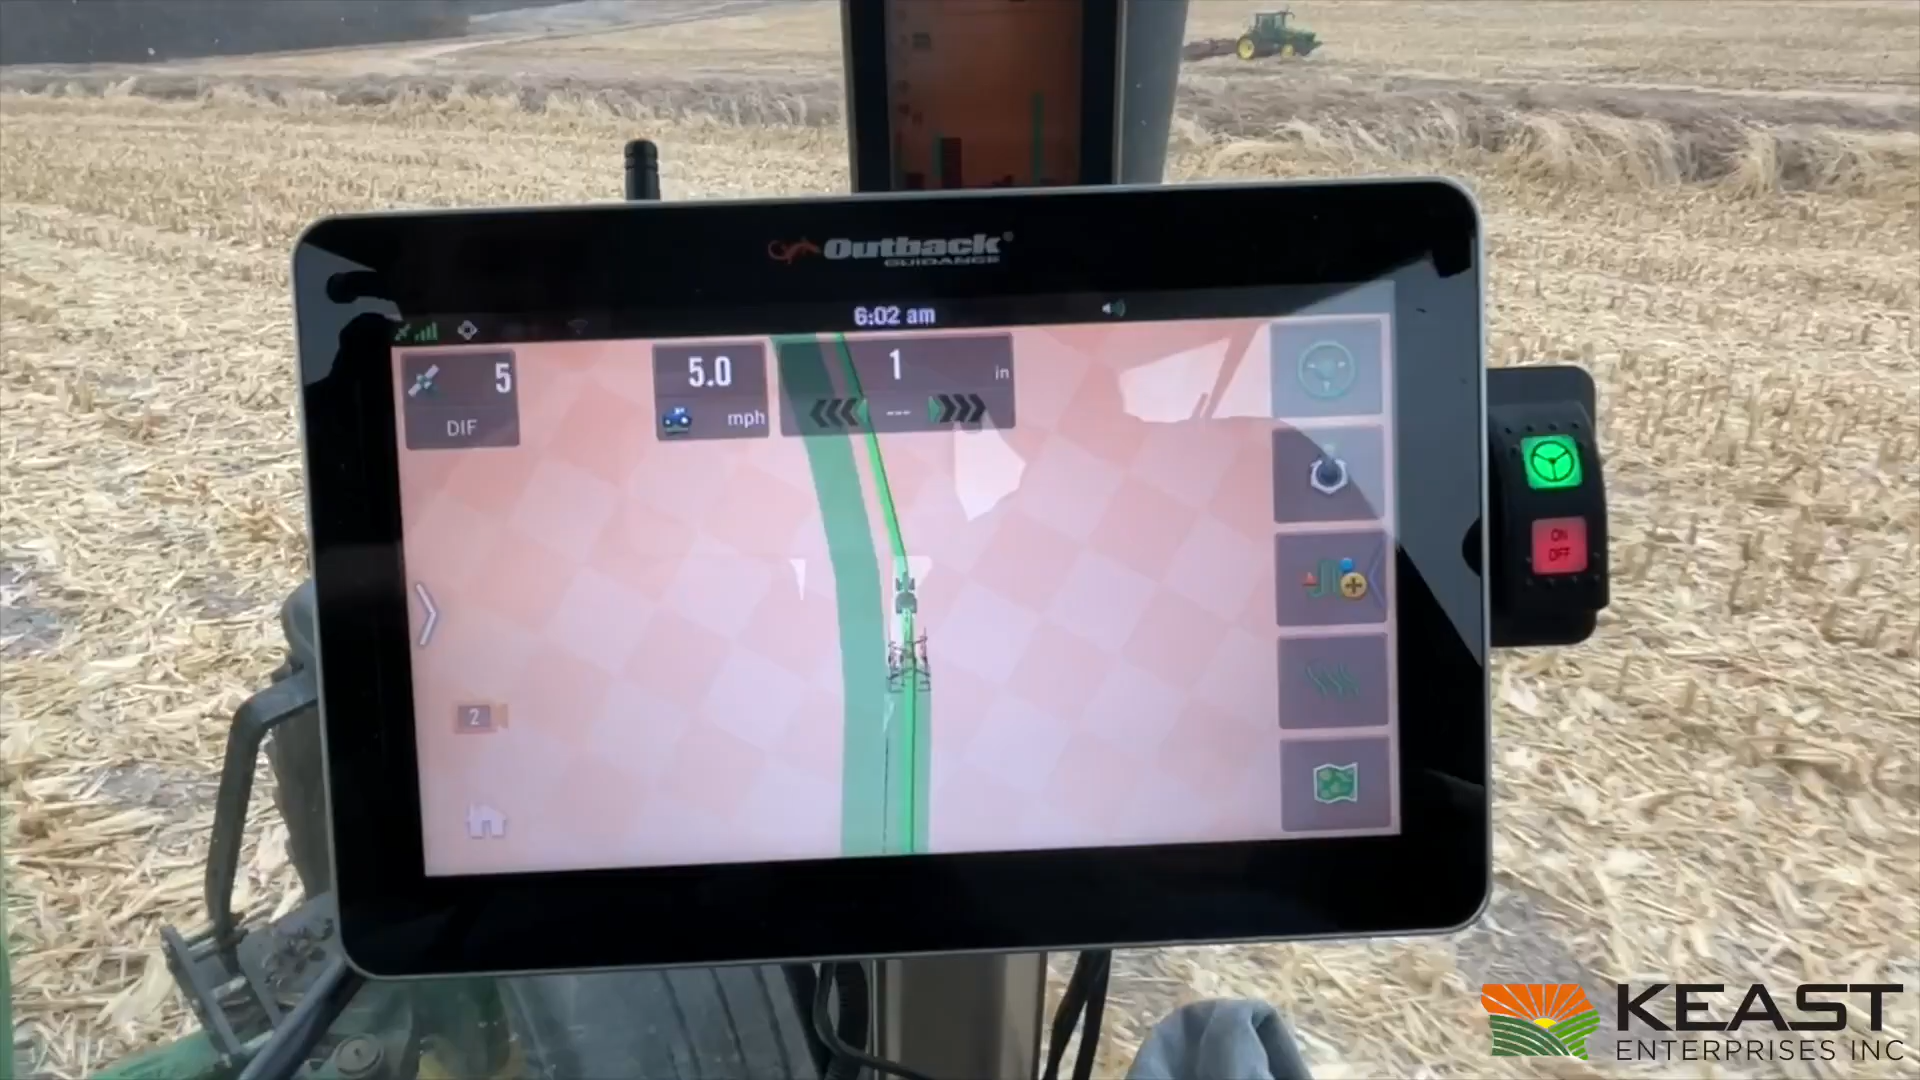 Outback®
GUIDANCE
6:02 am
5
DIF
5.0
mph
1
in
---
2
ON
OFF
KEAST
ENTERPRISES INC